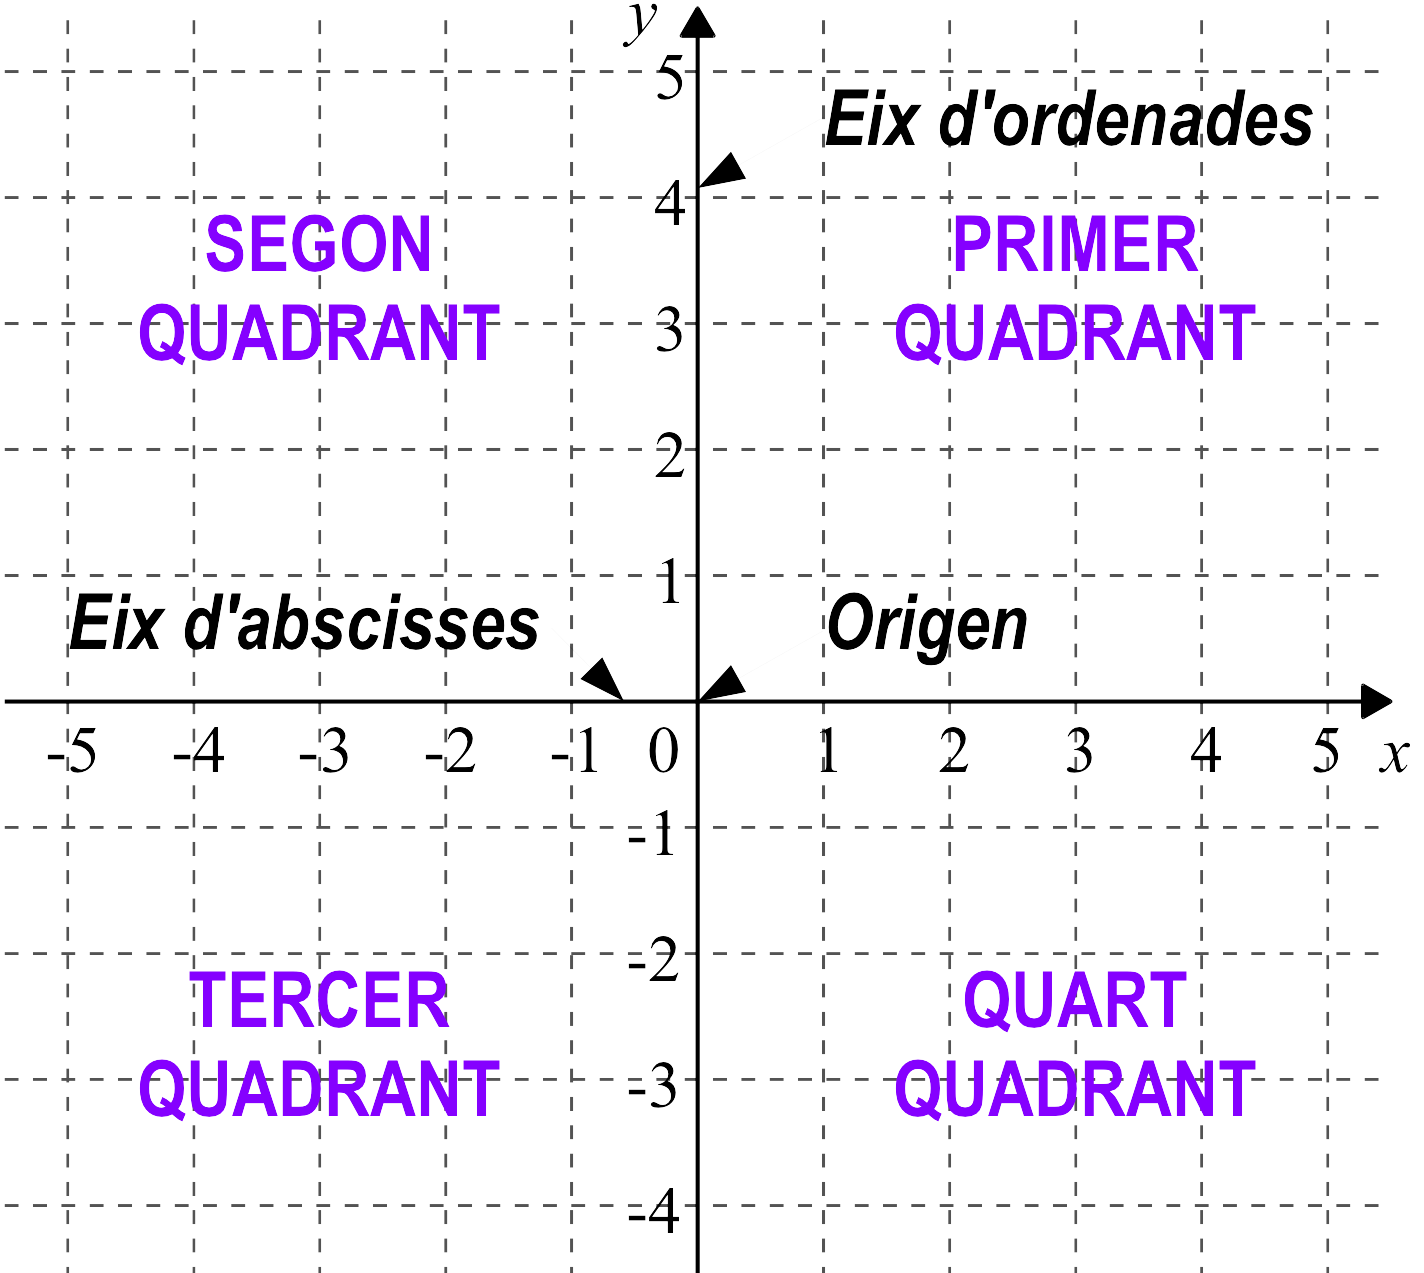 y
5
Eix d'ordenades
4
SEGON
QUADRANT
PRIMER
QUADRANT
3
2
1
Eix d'abscisses
Origen
-5 -4 -3 -2 -1 0 1 2 3 4 5 x
-1
-2
TERCER
QUADRANT
QUART
QUADRANT
-3
-4